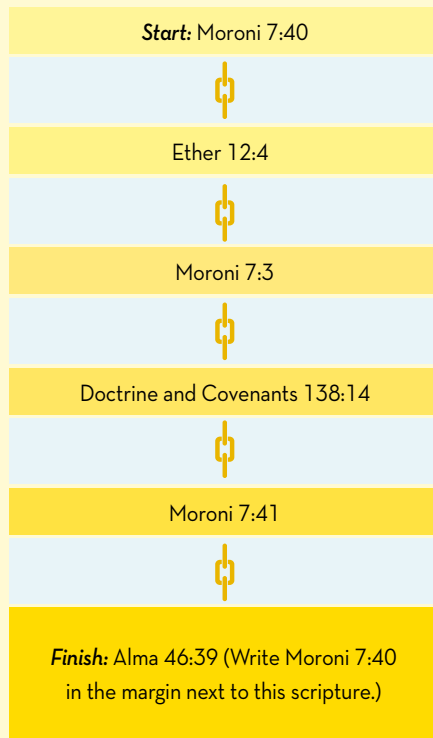 Start: Moroni 7:40
Ether 12:4
Moroni 7:3
Doctrine and Covenants 138:14
Moroni 7:41
Finish: Alma 46:39 (Write Moroni 7:40
in the margin next to this scripture.)